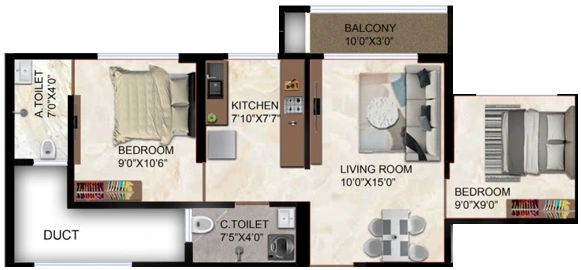 BALCONY
10'0"X3'0"
A.TOILET
7'0"X4'0"
KITCHEN
7'10"X7'7"
BEDROOM
9'0"X10'6"
LIVING ROOM
10'0"X15'0"
BEDROOM
9'0"X9'0"
C.TOILET
7'5"X4'0"
DUCT